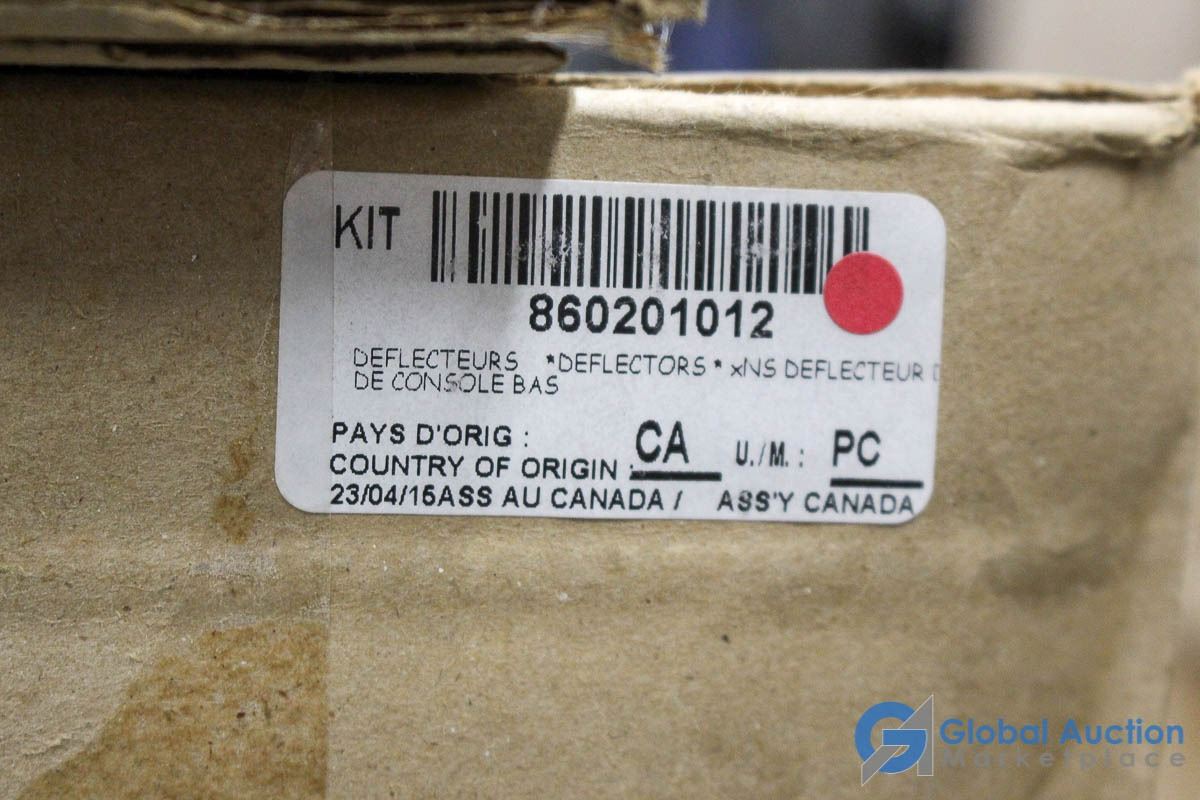 KIT
860201012
DEFLECTEURS *DEFLECTORS* xNS DEFLECTEUR D
DE CONSOLE BAS
PAYS D'ORIG :
COUNTRY OF ORIGIN : CA U./M. : PC
23/04/15ASS AU CANADA / ASS'Y CANADA
Global Auction
Marketplace